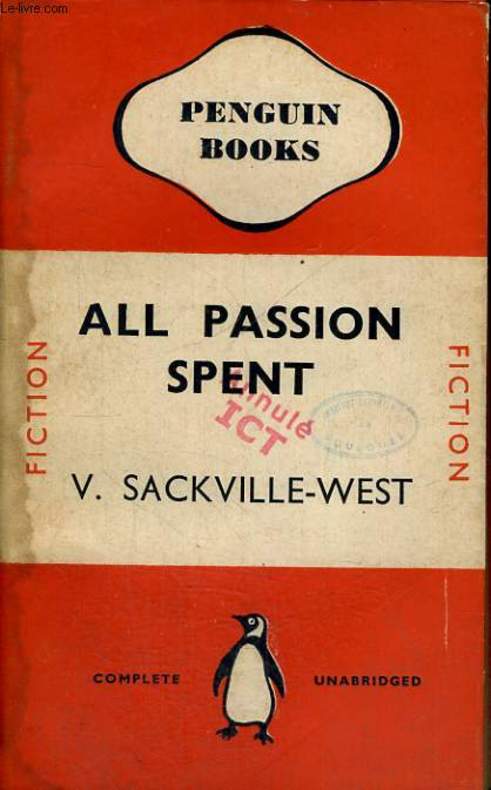 Le-livre.com
PENGUIN
BOOKS
ALL PASSION
SPENT
FICTION
FICTION
Annulé
ICT
V. SACKVILLE-WEST
COMPLETE
UNABRIDGED